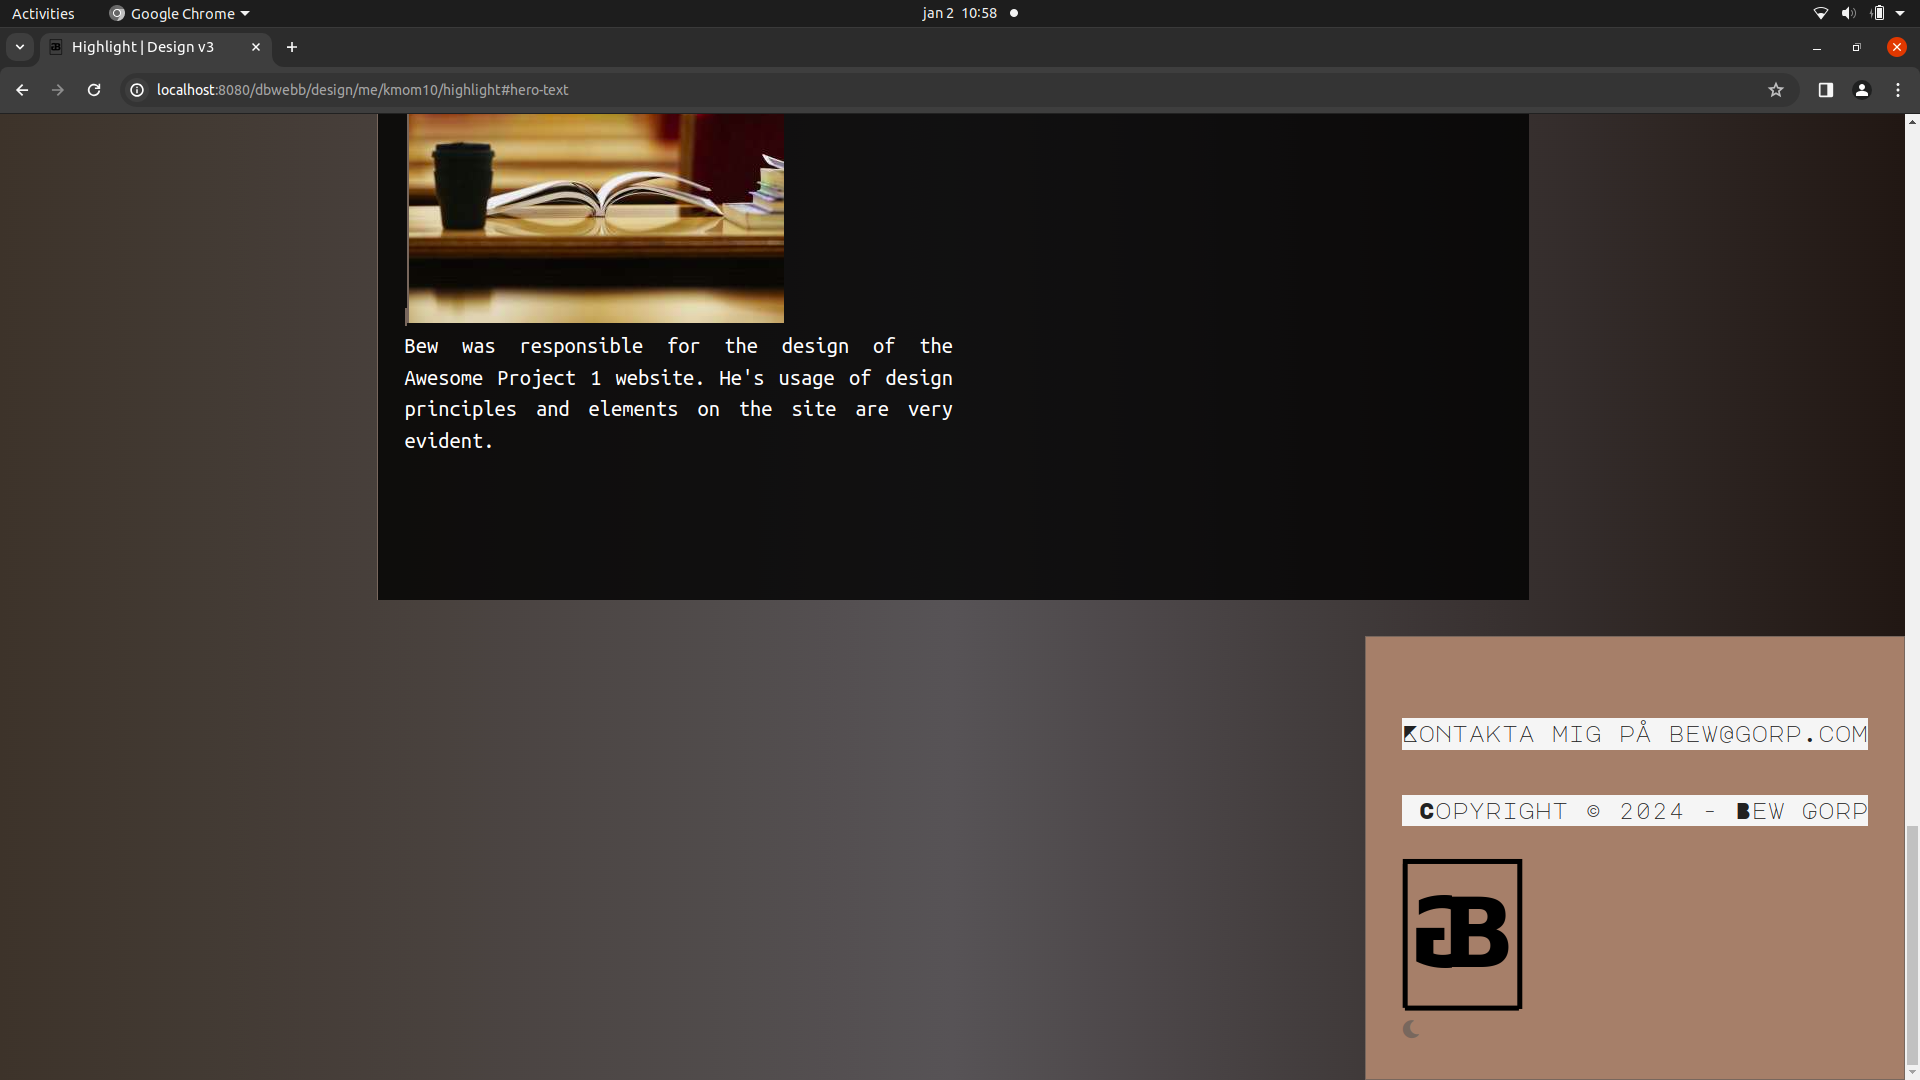 Activities
Google Chrome
jan 2 10:58
Highlight | Design v3
localhost:8080/dbwebb/design/me/kmom10/highlight#hero-text
Bew was responsible for the design of the
Awesome Project 1 website. He's usage of design
principles and elements on the site are very
evident.
KONTAKTA MIG PÅ BEW@GORP.COM
COPYRIGHT © 2024 - BEW GORP
GB